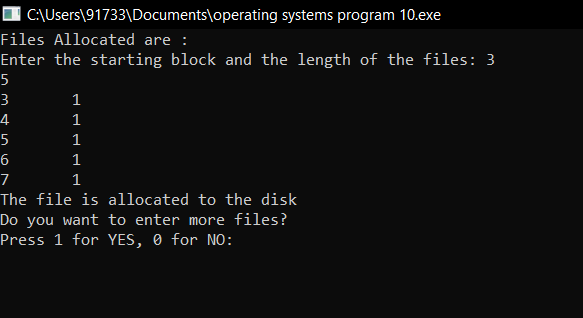 C:\Users\91733\Documents\operating systems program 10.exe
Files Allocated are :
Enter the starting block and the length of the files: 3
5
3 1
4 1
5 1
6 1
7 1
The file is allocated to the disk
Do you want to enter more files?
Press 1 for YES, 0 for NO: